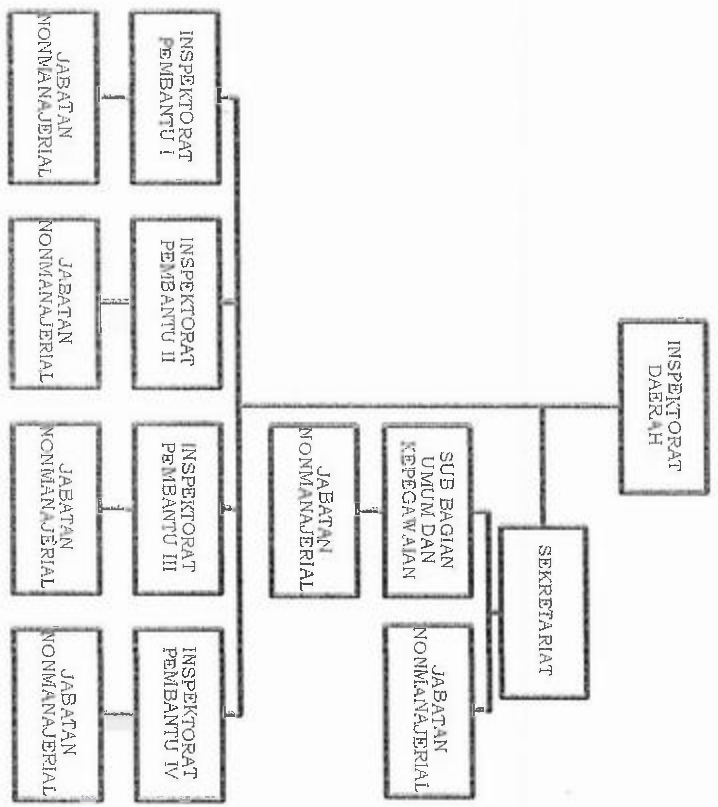 INSPEKTORAT
DAERAH
SEKRETARIAT
SUB BAGIAN
UMUM DAN
KEPEGAWAIAN
JABATAN
NONMANAJERIAL
JABATAN
NONMANAJERIAL
INSPEKTORAT
PEMBANTU I
INSPEKTORAT
PEMBANTU II
INSPEKTORAT
PEMBANTU III
INSPEKTORAT
PEMBANTU IV
JABATAN
NONMANAJERIAL
JABATAN
NONMANAJERIAL
JABATAN
NONMANAJERIAL
JABATAN
NONMANAJERIAL